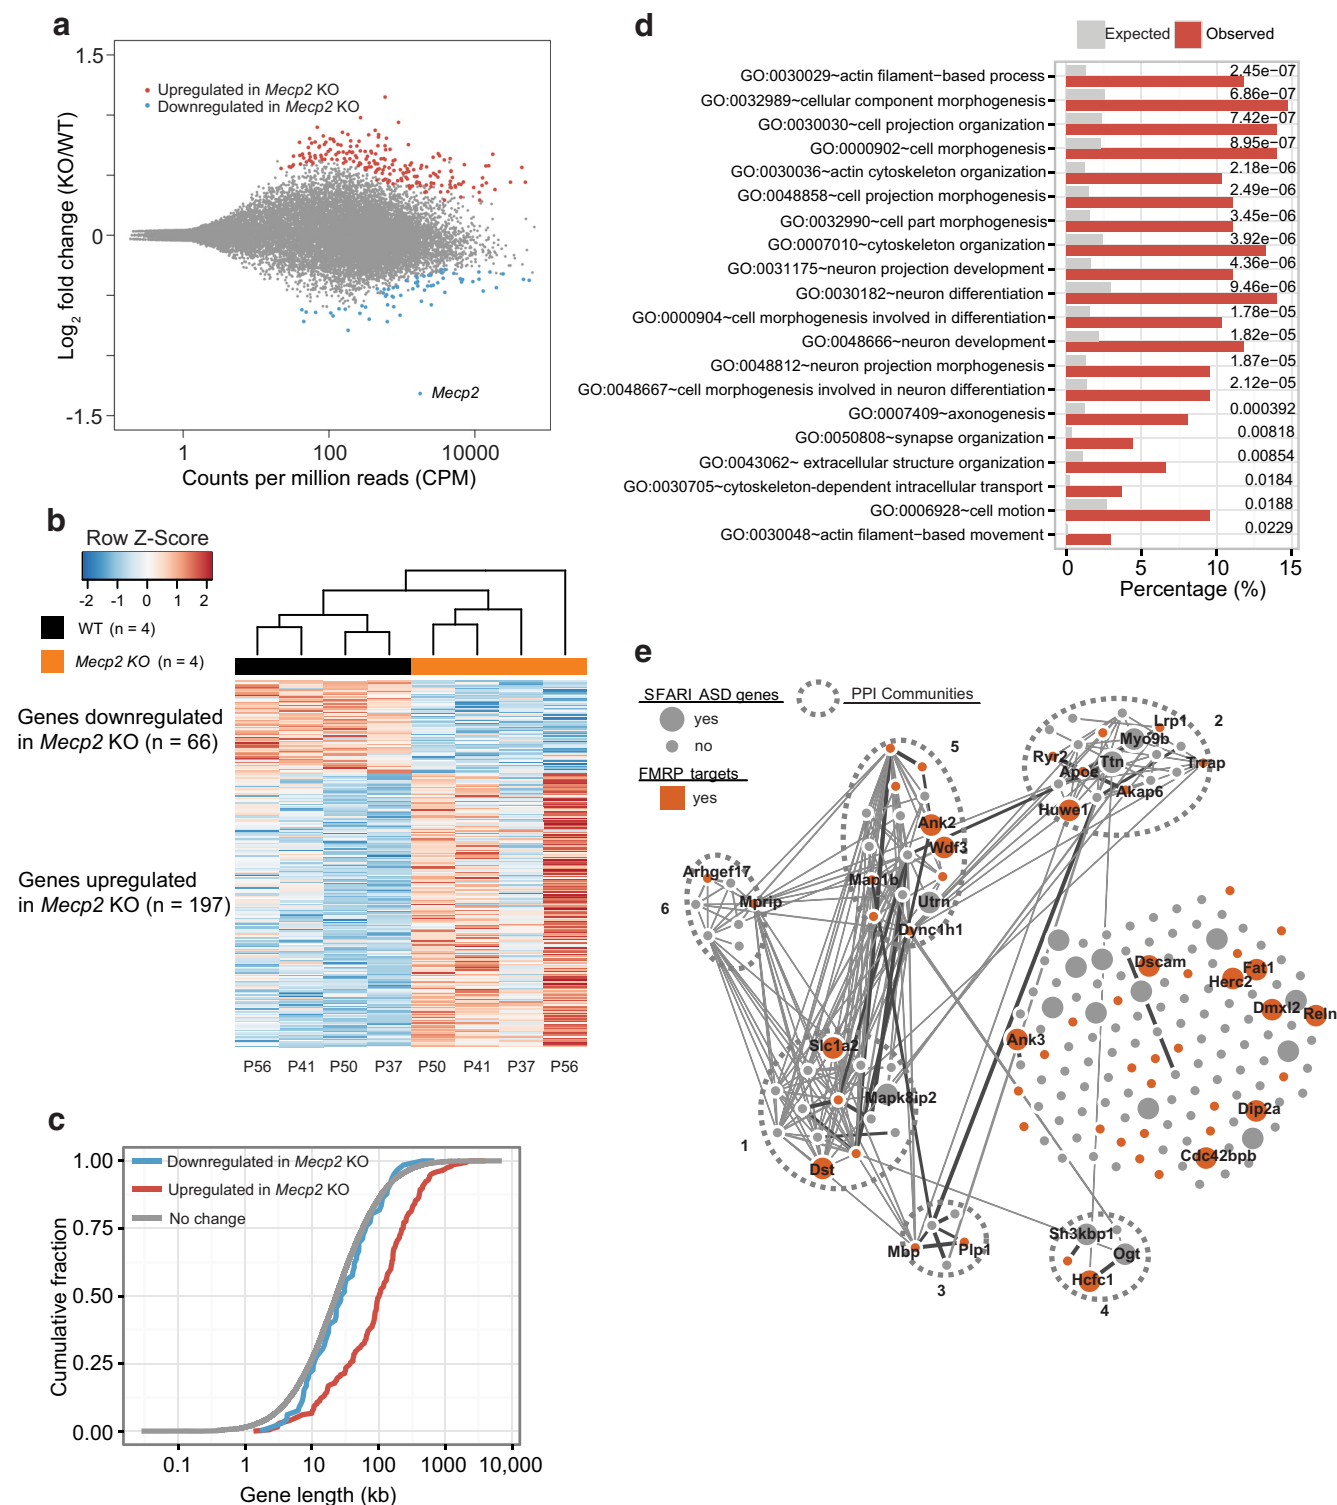 a
1.5
Upregulated in Mecp2 KO
Downregulated in Mecp2 KO
Log2 fold change (KO/WT)
0
Mecp2
-1.5
1
100
10000
Counts per million reads (CPM)
b
Row Z-Score
-2 -1 0 1 2
WT (n = 4)
Mecp2 KO (n = 4)
Genes downregulated
in Mecp2 KO (n = 66)
Genes upregulated
in Mecp2 KO (n = 197)
P56 P41 P50 P37 P50 P41 P37 P56
c
1.00
0.75
0.50
0.25
0.00
Cumulative fraction
Downregulated in Mecp2 KO
Upregulated in Mecp2 KO
No change
0.1 1 10 100 1000 10,000
Gene length (kb)
d
Expected
Observed
GO:0030029~actin filament−based process 2.45e−07
GO:0032989~cellular component morphogenesis 6.86e−07
GO:0030030~cell projection organization 7.42e−07
GO:0000902~cell morphogenesis 8.95e−07
GO:0030036~actin cytoskeleton organization 2.18e−06
GO:0048858~cell projection morphogenesis 2.49e−06
GO:0032990~cell part morphogenesis 3.45e−06
GO:0007010~cytoskeleton organization 3.92e−06
GO:0031175~neuron projection development 4.36e−06
GO:0030182~neuron differentiation 9.46e−06
GO:0000904~cell morphogenesis involved in differentiation 1.78e−05
GO:0048666~neuron development 1.82e−05
GO:0048812~neuron projection morphogenesis 1.87e−05
GO:0048667~cell morphogenesis involved in neuron differentiation 2.12e−05
GO:0007409~axonogenesis 0.000392
GO:0050808~synapse organization 0.00818
GO:0043062~ extracellular structure organization 0.00854
GO:0030705~cytoskeleton-dependent intracellular transport 0.0184
GO:0006928~cell motion 0.0188
GO:0030048~actin filament−based movement 0.0229
0 5 10 15
Percentage (%)
e
SFARI ASD genes
yes
no
FMRP targets
yes
PPI Communities
5
Ank2
Wdf3
Map1b
Utrn
Dync1h1
2
Lrp1
Myo9b
Ryr2
Ttn
Trrap
Apoe
Akap6
Huwe1
Arhgef17
6
Mprip
Dscam
Fat1
Herc2
Dmxl2
Reln
Ank3
Dip2a
Cdc42bpb
Slc1a2
Mapk8ip2
1
Dst
Mbp
Plp1
3
Sh3kbp1
Ogt
Hcfc1
4